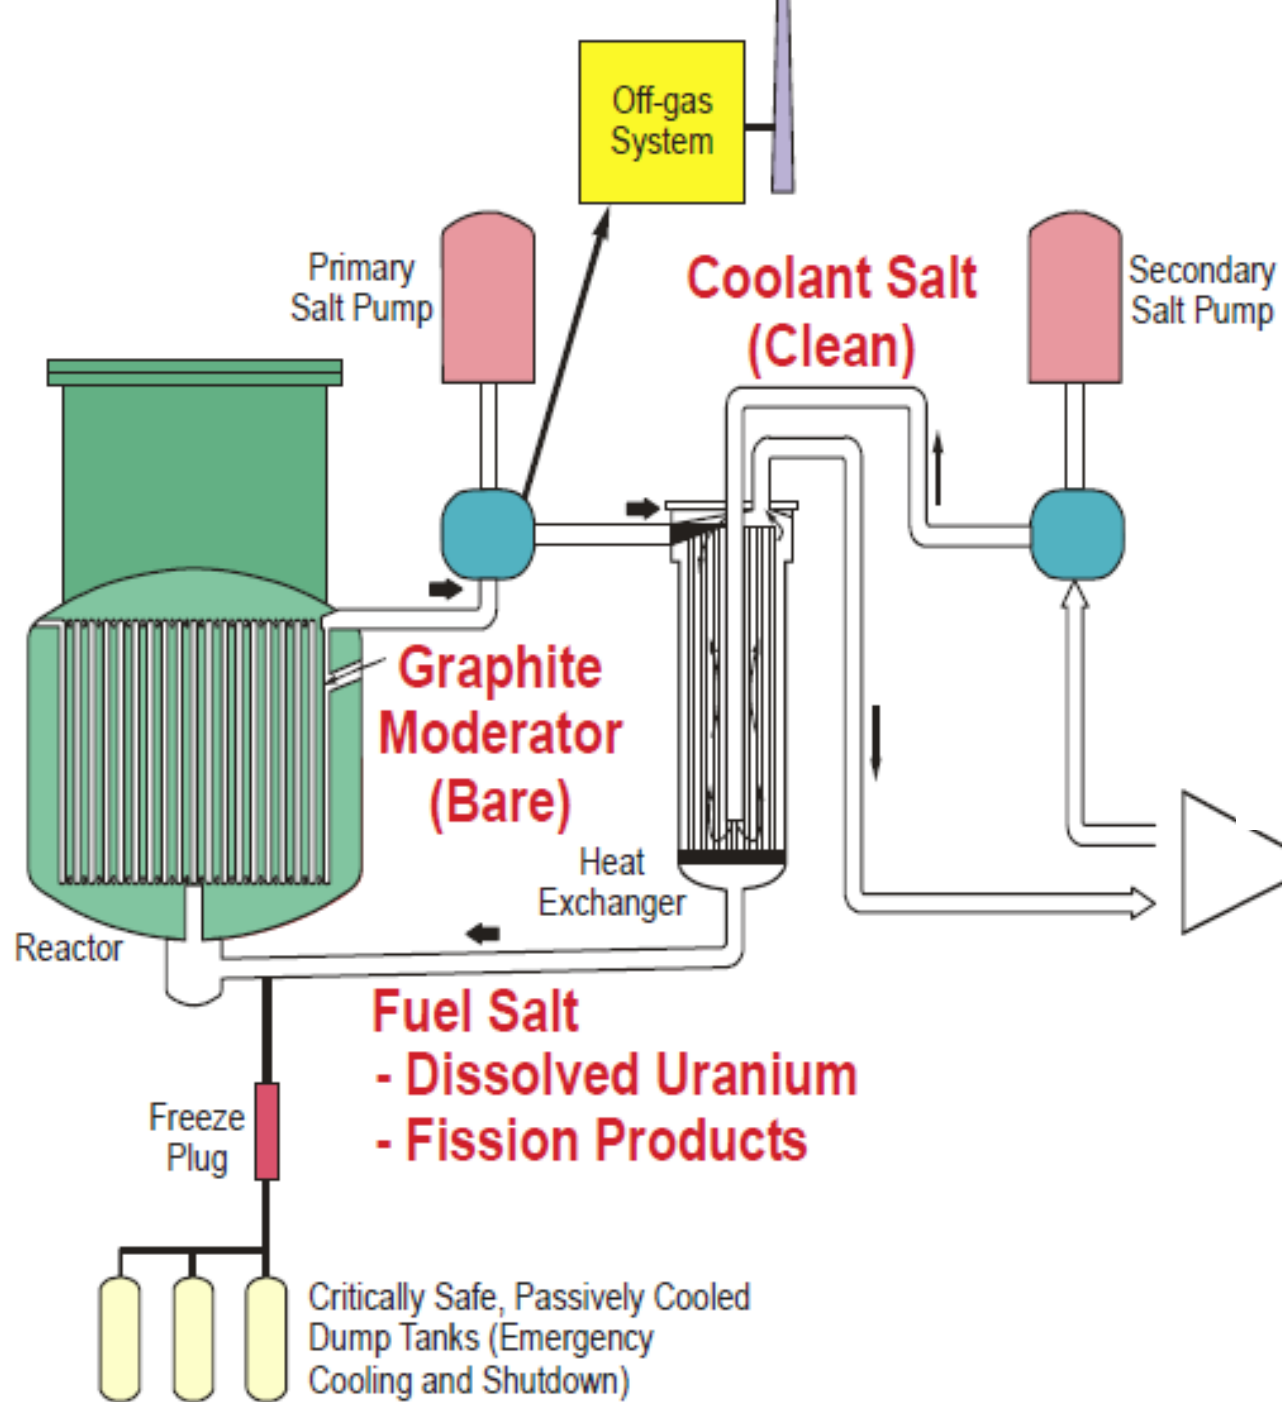 Off-gas
System
Primary
Salt Pump
Coolant Salt
(Clean)
Secondary
Salt Pump
Graphite
Moderator
(Bare)
Heat
Exchanger
Reactor
Fuel Salt
- Dissolved Uranium
- Fission Products
Freeze
Plug
Critically Safe, Passively Cooled
Dump Tanks (Emergency
Cooling and Shutdown)